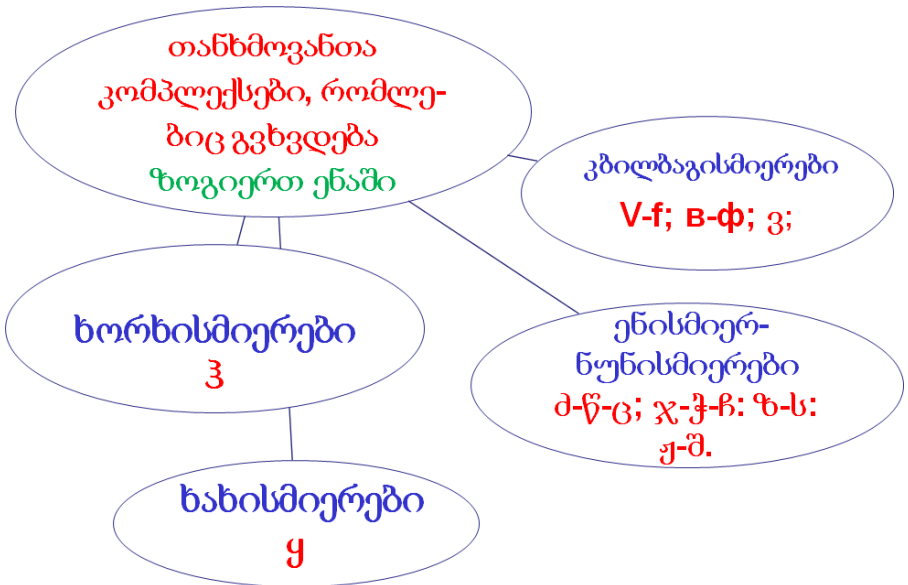 თანხმოვანთა
კომპლექსები, რომლე-
ბიც გვხვდება
ზოგიერთ ენაში
კბილბაგისმიერები
V-f; в-ф; ვ;
ხორხისმიერები
ჰ
ენისმიერ-
ნუნისმიერები
ძ-წ-ც; ჯ-ჭ-ჩ: ზ-ს:
ჟ-შ.
ხახისმიერები
ყ